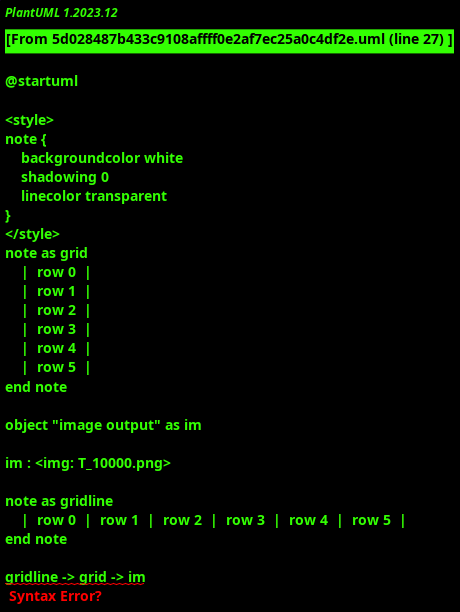 PlantUML 1.2023.12
[From 5d028487b433c9108affff0e2af7ec25a0c4df2e.uml (line 27) ]
@startuml
<style>
note {
    backgroundcolor white
    shadowing 0
    linecolor transparent
}
</style>
note as grid
    |  row 0  |
    |  row 1  |
    |  row 2  |
    |  row 3  |
    |  row 4  |
    |  row 5  |
end note
object "image output" as im
im : <img: T_10000.png>
note as gridline
    |  row 0  |  row 1  |  row 2  |  row 3  |  row 4  |  row 5  |
end note
gridline -> grid -> im
Syntax Error?